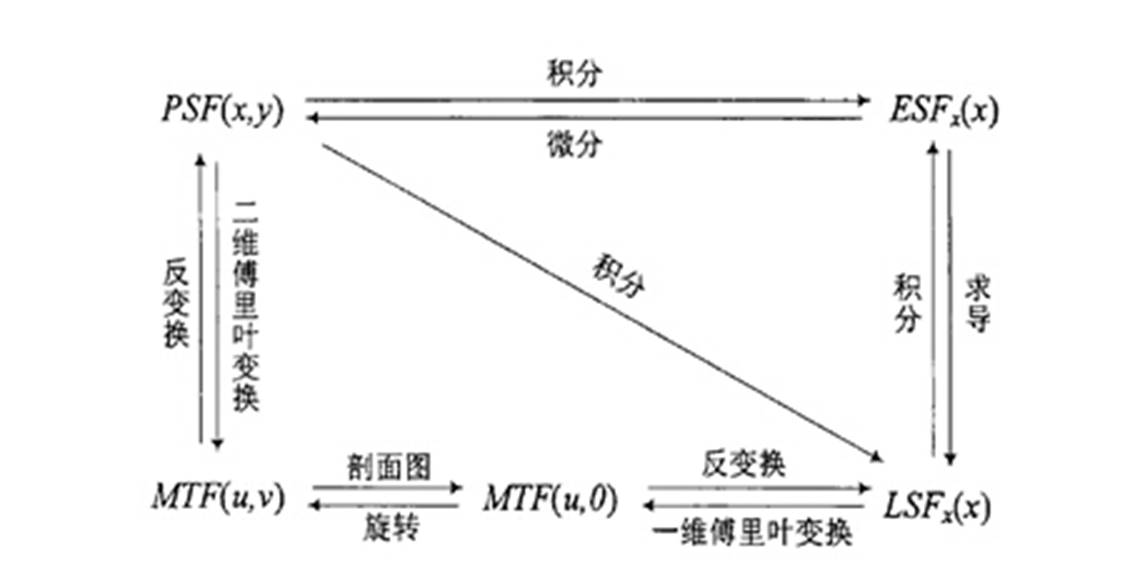 积分
PSF(x,y)
ESFₓ(x)
微分
二维傅里叶变换
反变换
积分
积分
求导
剖面图
反变换
MTF(u,v)
MTF(u,0)
LSFₓ(x)
旋转
一维傅里叶变换